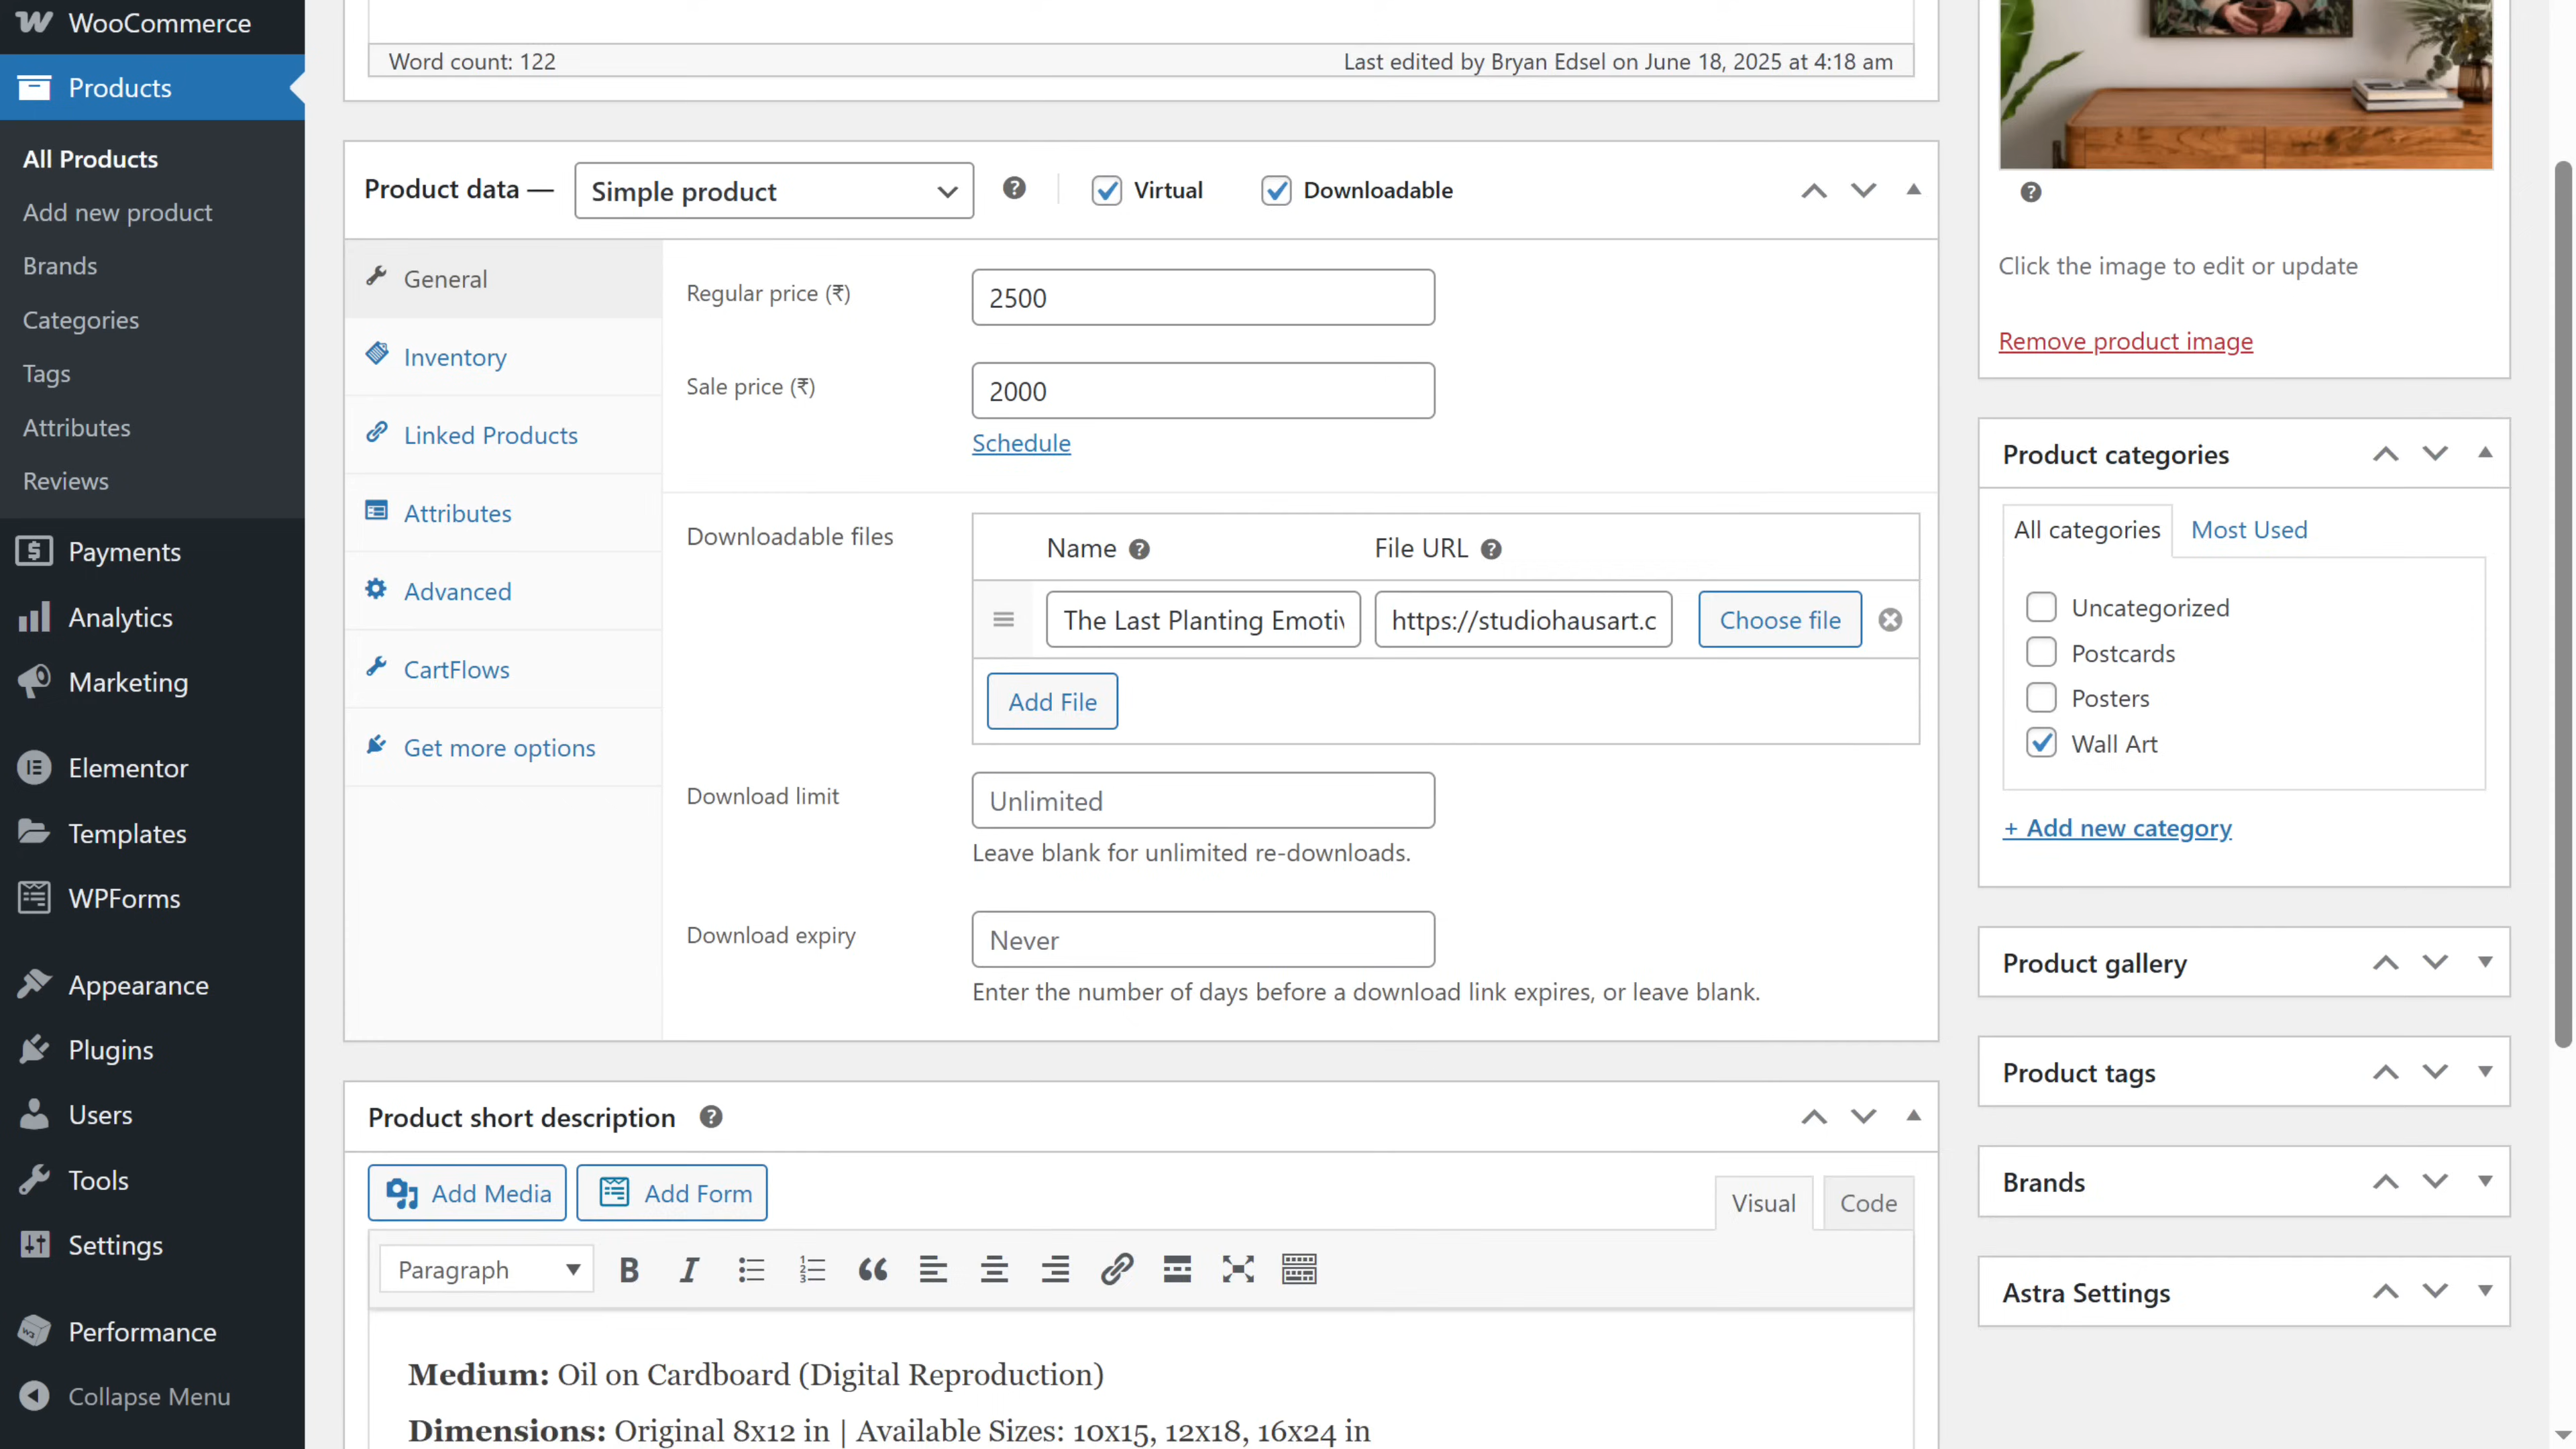 WooCommerce
Products
All Products
Add new product
Brands
Categories
Tags
Attributes
Reviews
Payments
Analytics
Marketing
Elementor
Templates
WPForms
Appearance
Plugins
Users
Tools
Settings
Performance
Collapse Menu
Word count: 122
Last edited by Bryan Edsel on June 18, 2025 at 4:18 am
Product data —
Simple product
Virtual
Downloadable
General
Inventory
Linked Products
Attributes
Advanced
CartFlows
Get more options
Regular price (₹)
2500
Sale price (₹)
2000
Schedule
Downloadable files
Name
File URL
The Last Planting Emotiv
https://studiohausart.c
Choose file
Add File
Download limit
Unlimited
Leave blank for unlimited re-downloads.
Download expiry
Never
Enter the number of days before a download link expires, or leave blank.
Product short description
Add Media
Add Form
Visual
Code
Paragraph
Medium: Oil on Cardboard (Digital Reproduction)
Dimensions: Original 8x12 in | Available Sizes: 10x15, 12x18, 16x24 in
Click the image to edit or update
Remove product image
Product categories
All categories
Most Used
Uncategorized
Postcards
Posters
Wall Art
+ Add new category
Product gallery
Product tags
Brands
Astra Settings